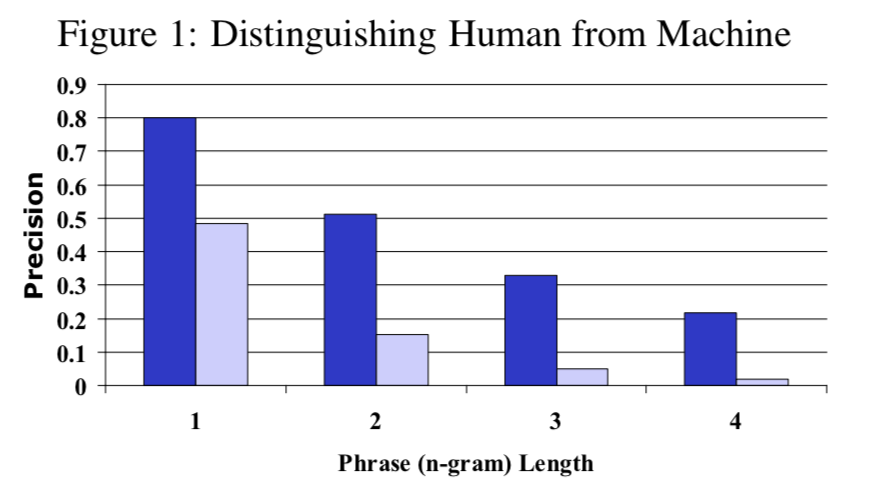 Figure 1: Distinguishing Human from Machine
0.9
0.8
0.7
0.6
0.5
0.4
0.3
0.2
0.1
0
Precision
1 2 3 4
Phrase (n-gram) Length